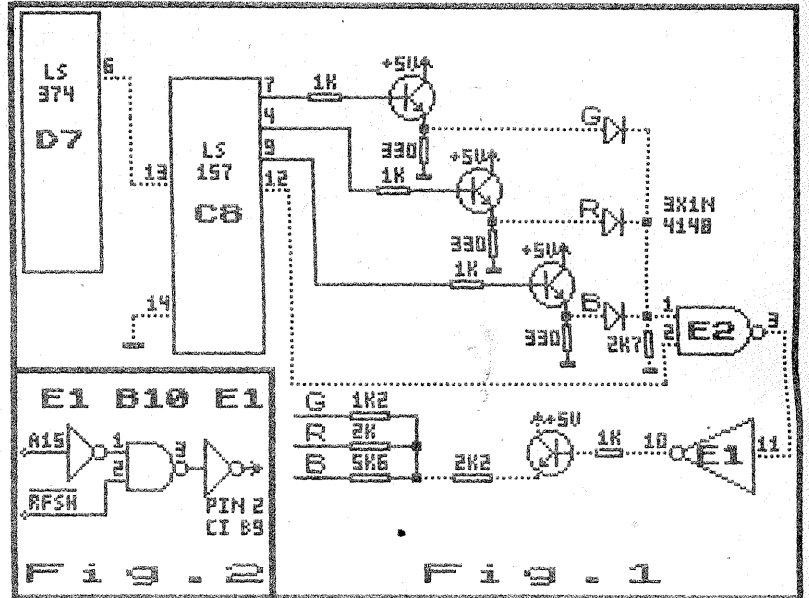 LS
374
D7
6
13
14
LS
157
C8
7
4
9
12
1K
+5V
330
G
1K
+5V
330
R
3X1N
4148
1K
+5V
330
B
2K7
1
2
E2
3
G 1K2
R 2K
B 5K6
2K2
+5V
1K
10
E1
11
Fig.1
E1 B10 E1
A15
1
2
3
RFSH
PIN 2
CI B9
Fig.2